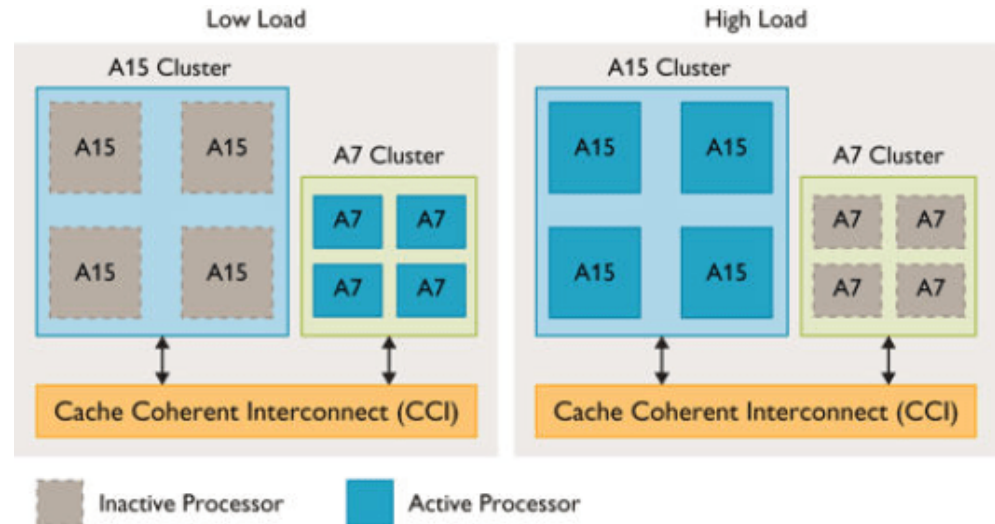 Low Load
High Load
A15 Cluster
A15 A15
A15 A15
A7 Cluster
A7 A7
A7 A7
Cache Coherent Interconnect (CCI)
A15 Cluster
A15 A15
A15 A15
A7 Cluster
A7 A7
A7 A7
Cache Coherent Interconnect (CCI)
Inactive Processor
Active Processor